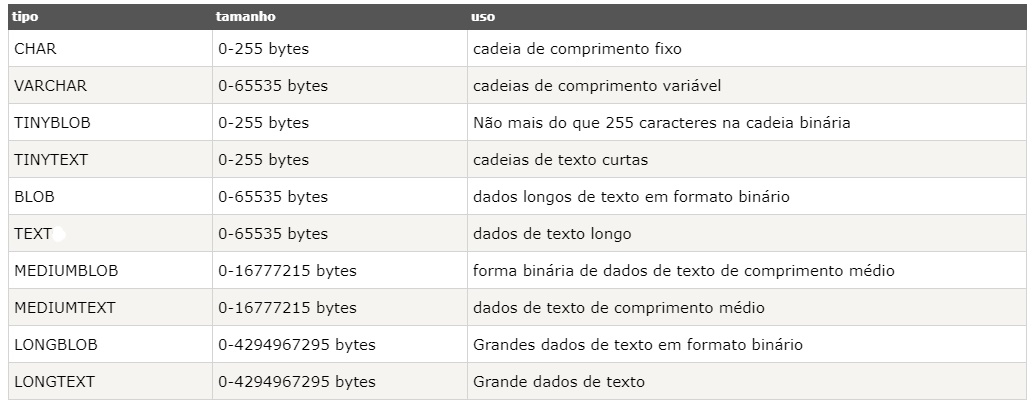 tipo tamanho uso
CHAR 0-255 bytes cadeia de comprimento fixo
VARCHAR 0-65535 bytes cadeias de comprimento variável
TINYBLOB 0-255 bytes Não mais do que 255 caracteres na cadeia binária
TINYTEXT 0-255 bytes cadeias de texto curtas
BLOB 0-65535 bytes dados longos de texto em formato binário
TEXT 0-65535 bytes dados de texto longo
MEDIUMBLOB 0-16777215 bytes forma binária de dados de texto de comprimento médio
MEDIUMTEXT 0-16777215 bytes dados de texto de comprimento médio
LONGBLOB 0-4294967295 bytes Grandes dados de texto em formato binário
LONGTEXT 0-4294967295 bytes Grande dados de texto